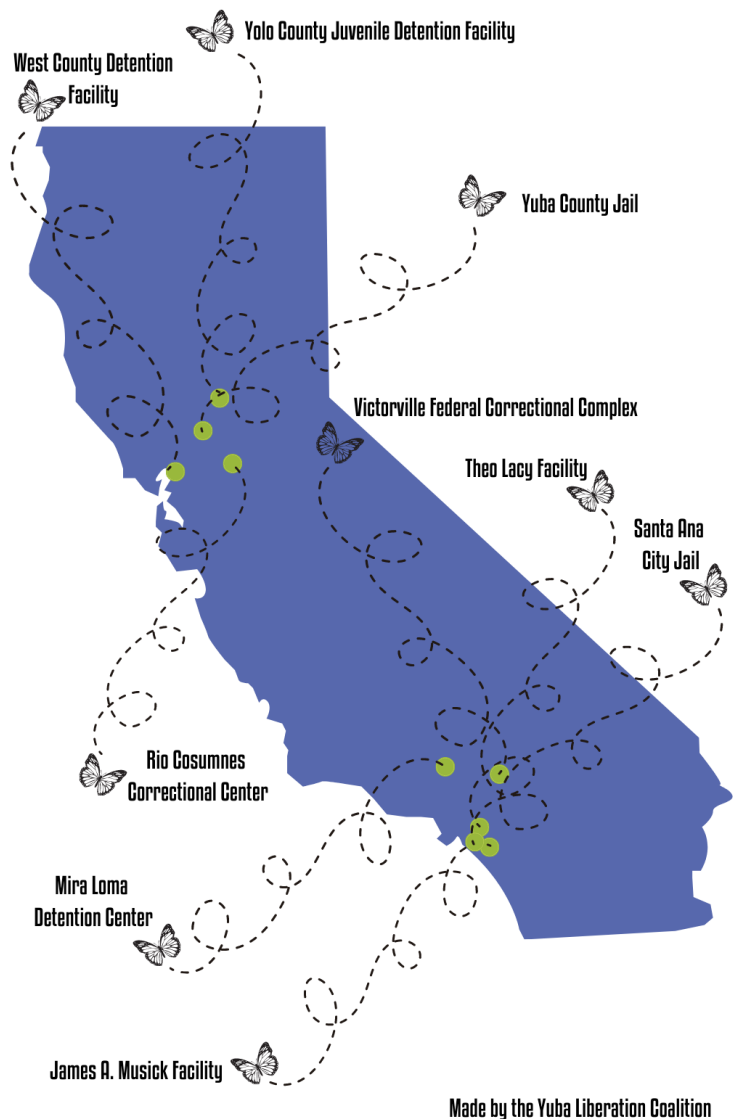 Yolo County Juvenile Detention Facility
West County Detention
Facility
Yuba County Jail
Victorville Federal Correctional Complex
Theo Lacy Facility
Santa Ana
City Jail
Rio Cosumnes
Correctional Center
Mira Loma
Detention Center
James A. Musick Facility
Made by the Yuba Liberation Coalition